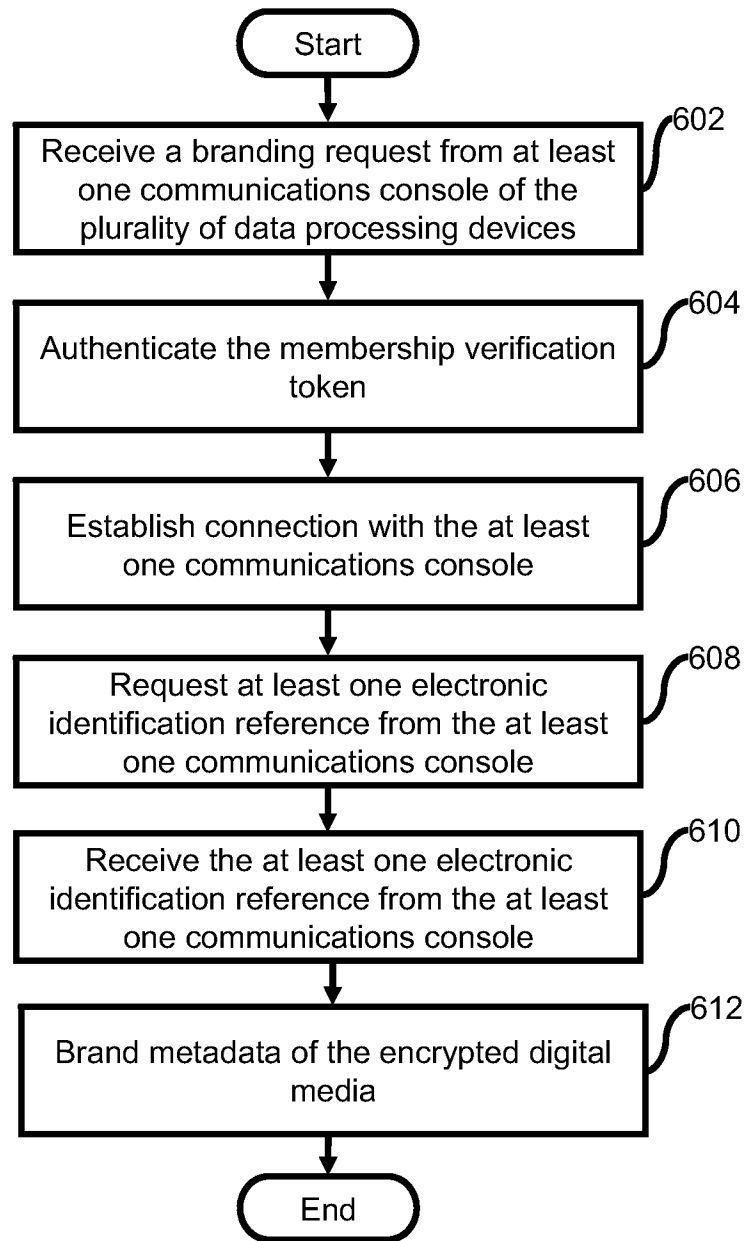 Start
602
Receive a branding request from at least
one communications console of the
plurality of data processing devices
604
Authenticate the membership verification
token
606
Establish connection with the at least
one communications console
608
Request at least one electronic
identification reference from the at least
one communications console
610
Receive the at least one electronic
identification reference from the at least
one communications console
612
Brand metadata of the encrypted digital
media
End